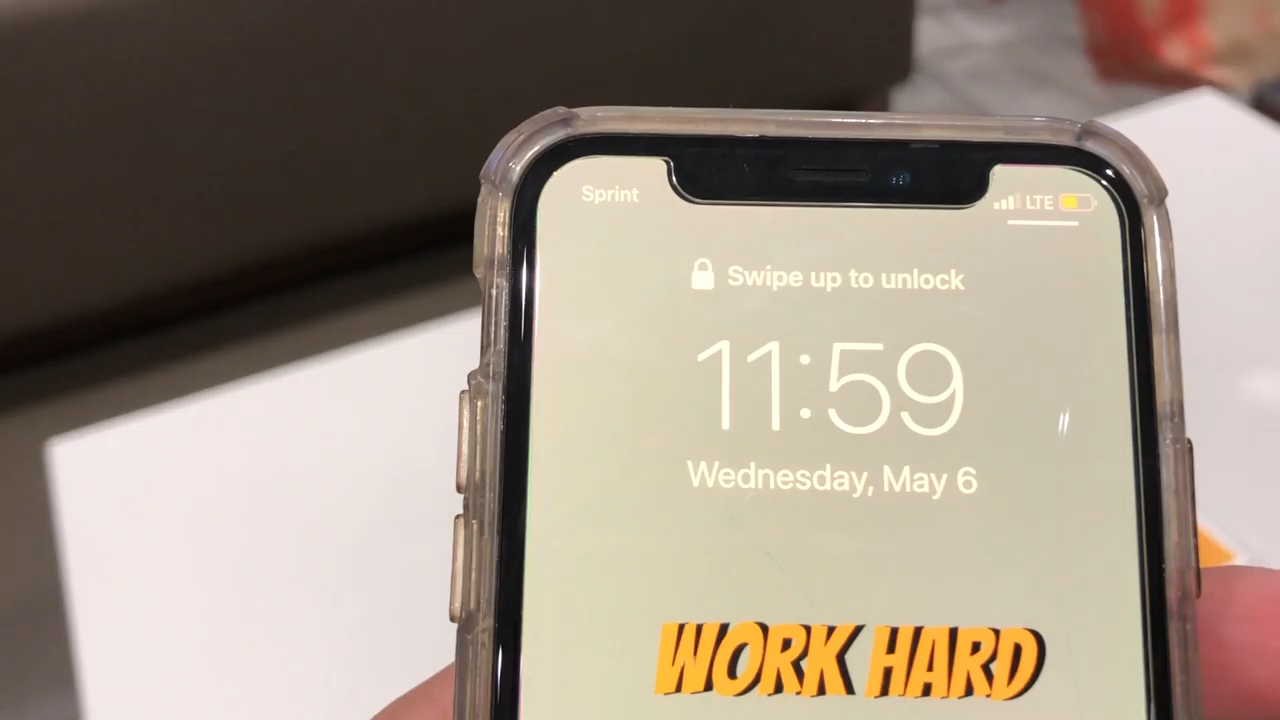 Sprint
LTE
Swipe up to unlock
11:59
Wednesday, May 6
WORK HARD